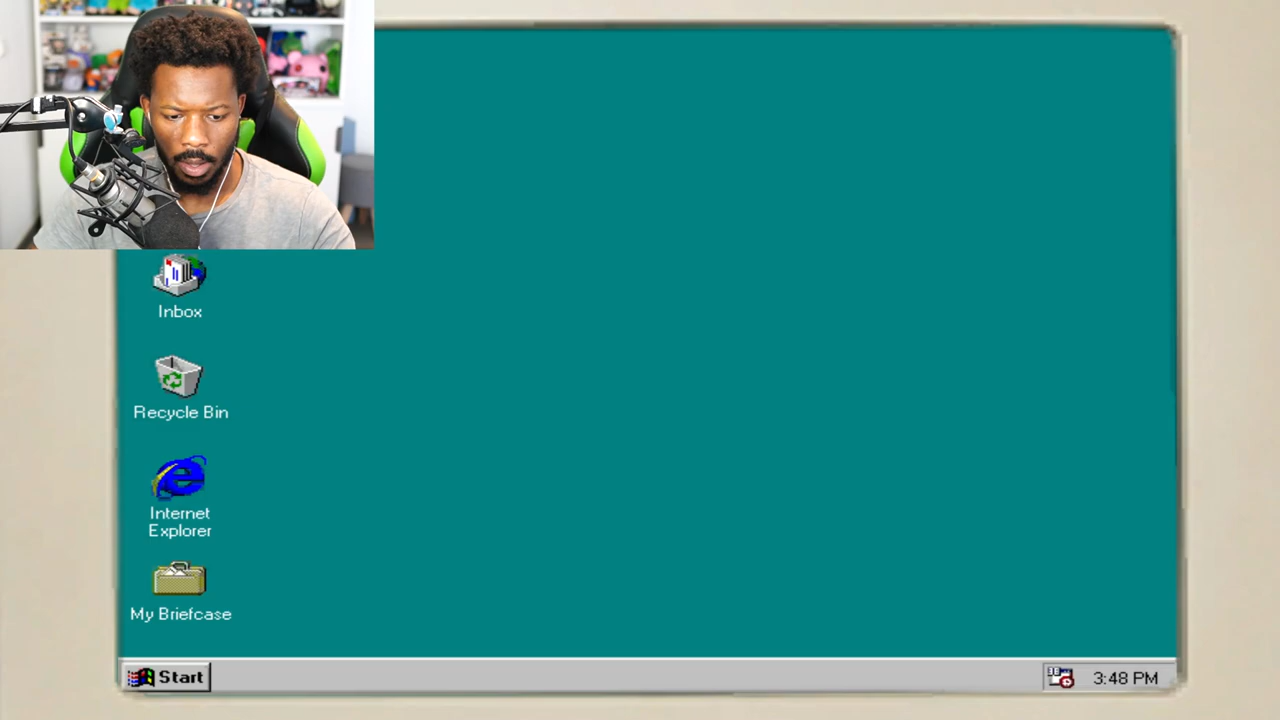 Inbox
Recycle Bin
Internet
Explorer
My Briefcase
Start
3:48 PM